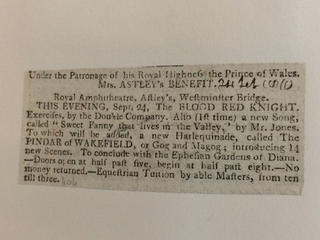 Under the Patronage of his Royal Highness the Prince of Wales.
Mrs. ASTLEY's BENEFIT. 24 Sept 1810
Royal Amphitheatre, Astley's, Westminster Bridge.
THIS EVENING, Sept. 24, The BLOOD RED KNIGHT.
Exercises, by the Double Company. Also (1st time) a new Song,
called "Sweet Fanny that lives in the Valley," by Mr. Jones.
To which will be added, a new Harlequinade, called The
PINDAR of WAKEFIELD, or Gog and Magog; introducing 14
new Scenes. To conclude with the Ephesian Gardens of Diana.
—Doors open at half past five, begin at half past eight.—No
money returned.—Equestrian Tuition by able Masters, from ten
till three.